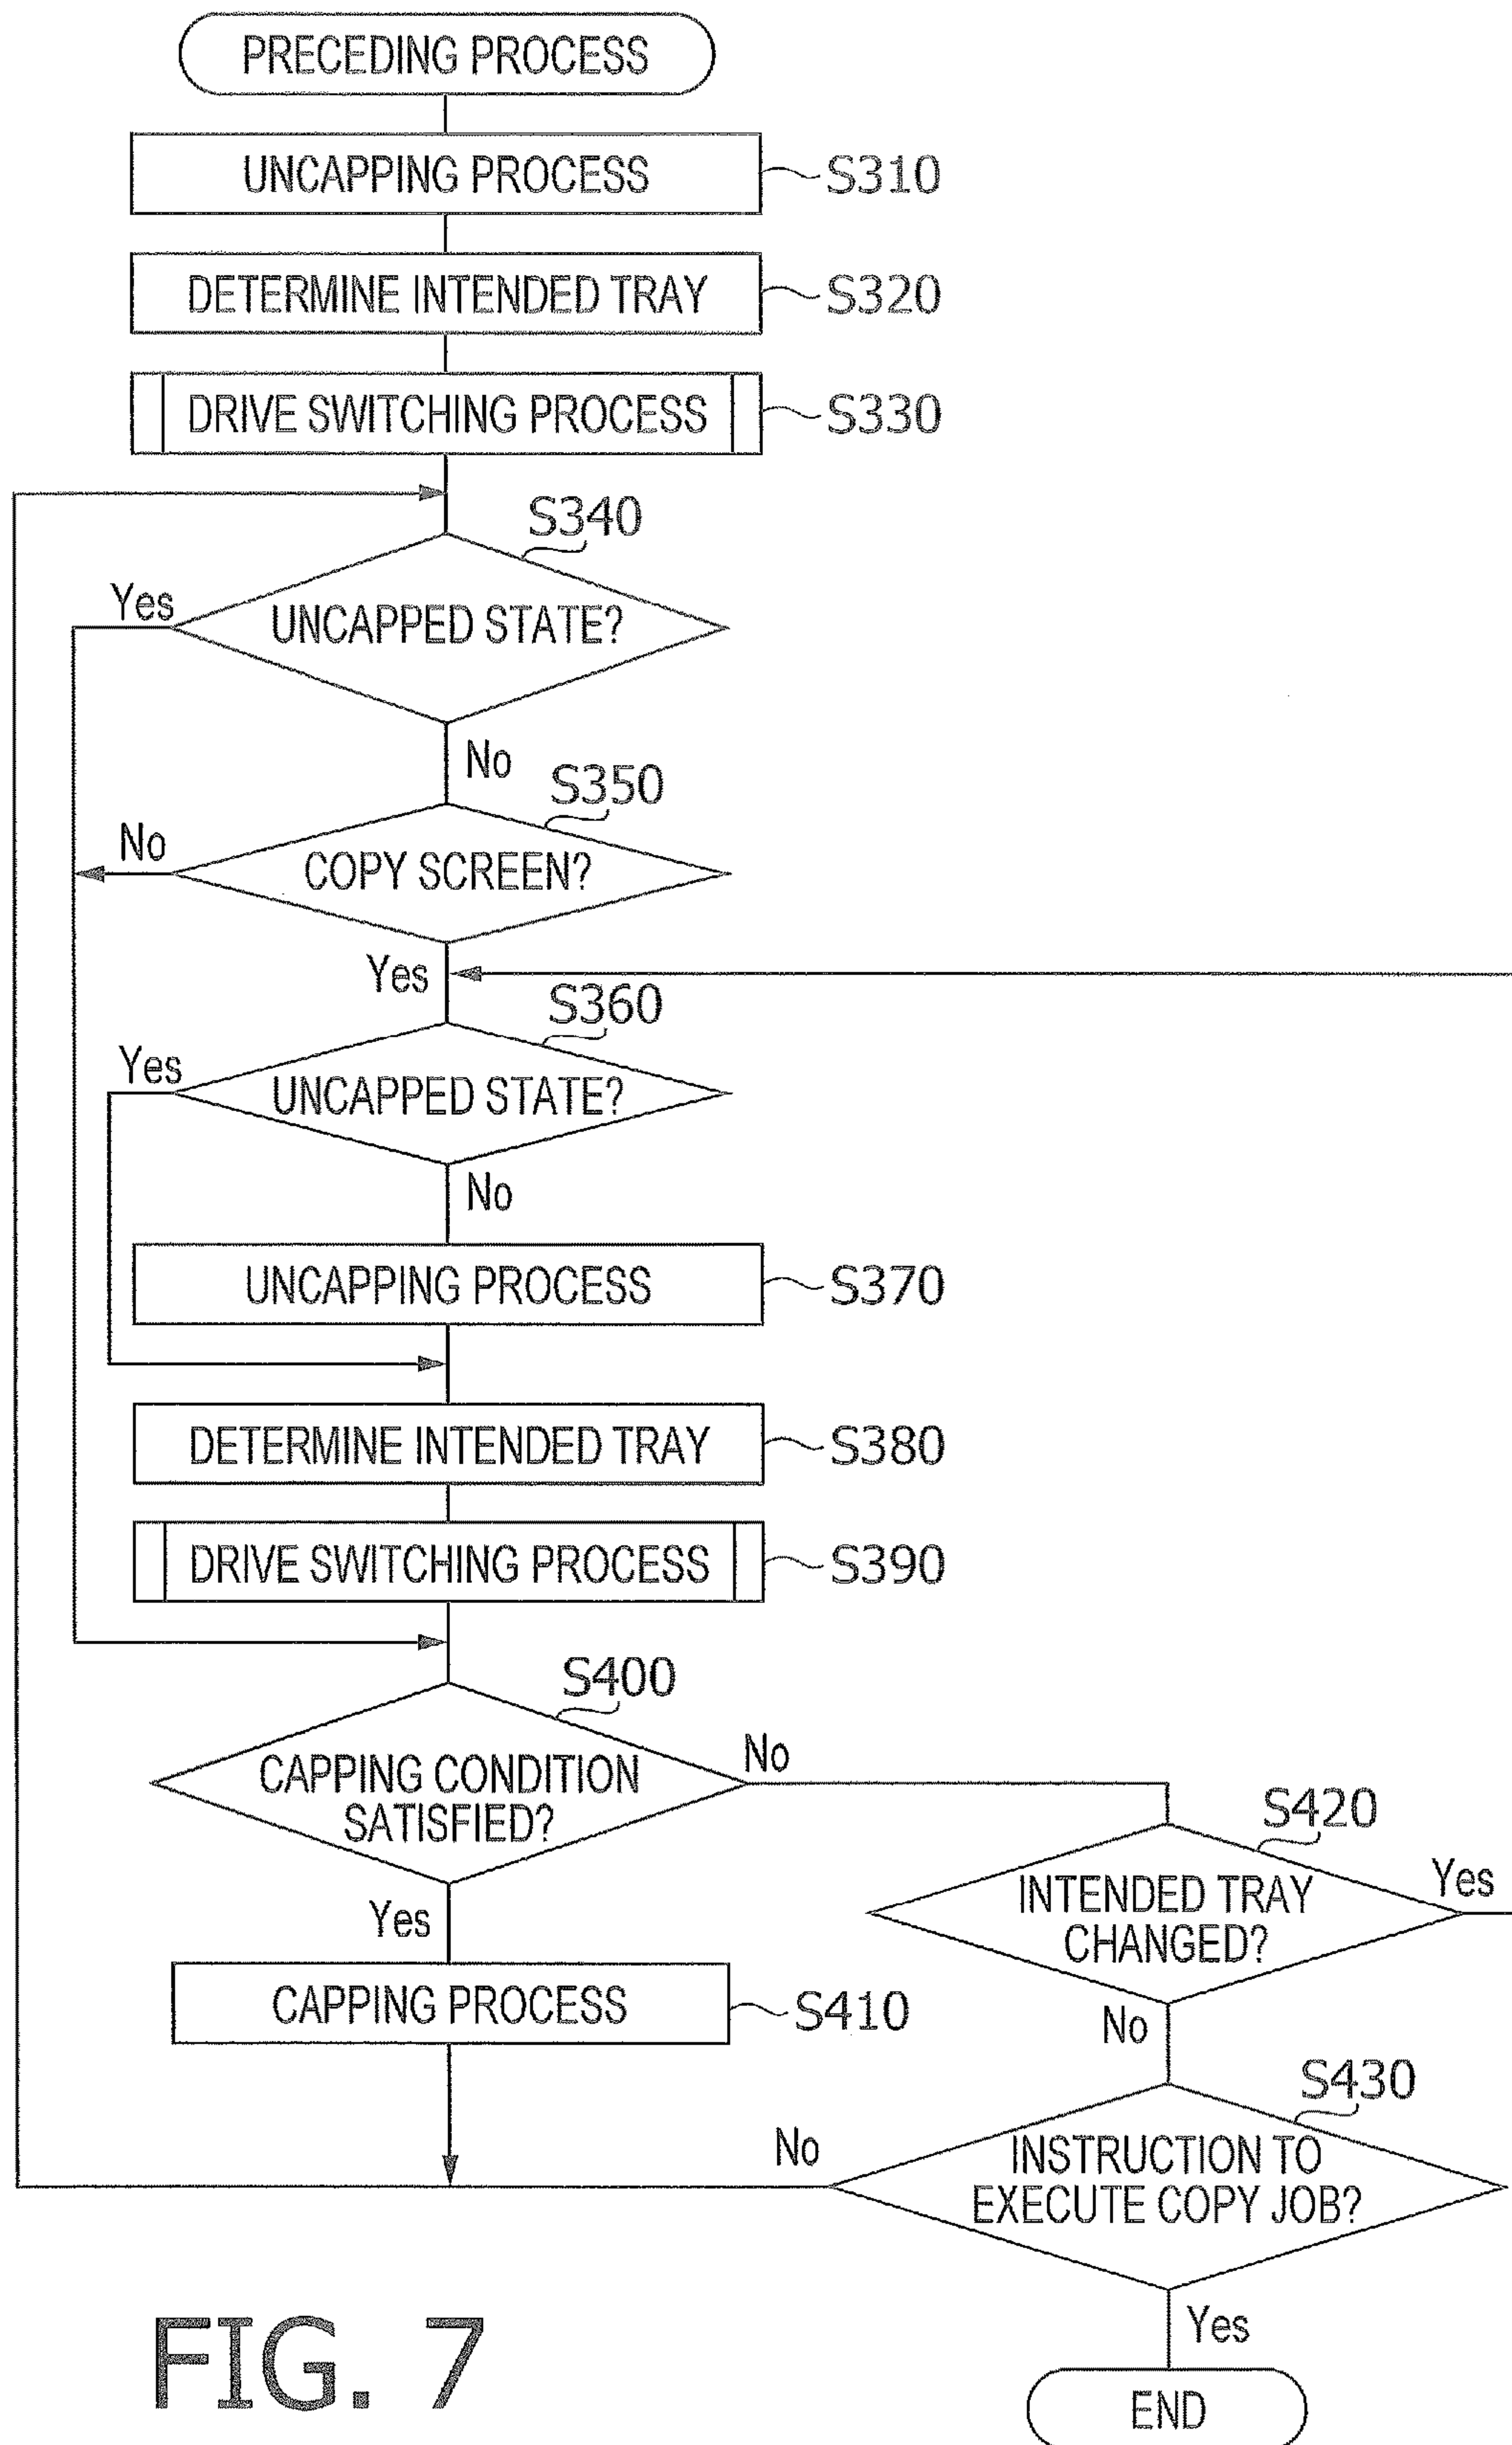 PRECEDING PROCESS
UNCAPPING PROCESS
S310
DETERMINE INTENDED TRAY
S320
DRIVE SWITCHING PROCESS
S330
S340
Yes
UNCAPPED STATE?
No
S350
No
COPY SCREEN?
Yes
S360
Yes
UNCAPPED STATE?
No
UNCAPPING PROCESS
S370
DETERMINE INTENDED TRAY
S380
DRIVE SWITCHING PROCESS
S390
S400
CAPPING CONDITION
SATISFIED?
No
S420
INTENDED TRAY
CHANGED?
Yes
Yes
CAPPING PROCESS
S410
No
S430
No
INSTRUCTION TO
EXECUTE COPY JOB?
Yes
END
FIG. 7